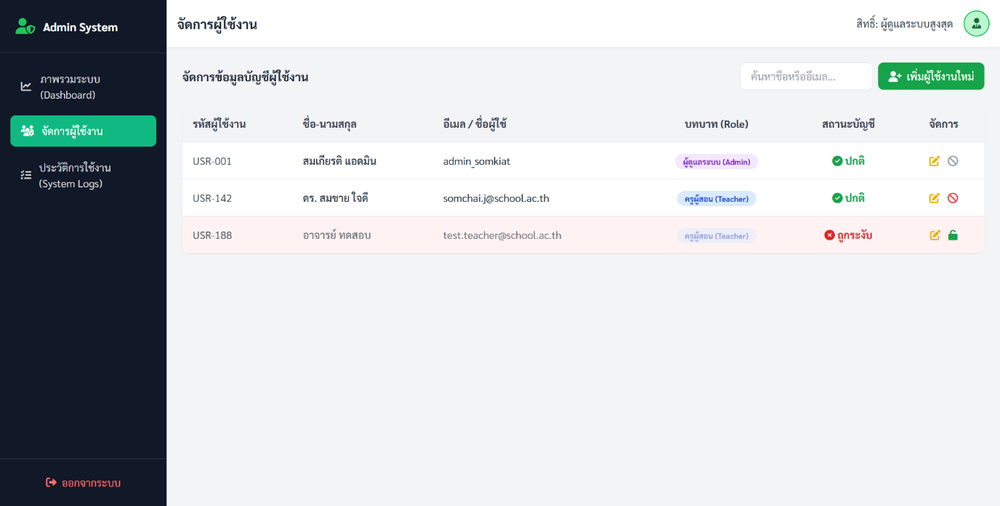 Admin System
ภาพรวมระบบ
(Dashboard)
จัดการผู้ใช้งาน
ประวัติการใช้งาน
(System Logs)
ออกจากระบบ
จัดการผู้ใช้งาน
สิทธิ์: ผู้ดูแลระบบสูงสุด
จัดการข้อมูลบัญชีผู้ใช้งาน
ค้นหาชื่อหรืออีเมล...
เพิ่มผู้ใช้งานใหม่
รหัสผู้ใช้งาน ชื่อ-นามสกุล อีเมล / ชื่อผู้ใช้ บทบาท (Role) สถานะบัญชี จัดการ
USR-001 สมเกียรติ แอดมิน admin_somkiat ผู้ดูแลระบบ (Admin) ปกติ
USR-142 ดร. สมชาย ใจดี somchai.j@school.ac.th ครูผู้สอน (Teacher) ปกติ
USR-188 อาจารย์ ทดสอบ test.teacher@school.ac.th ครูผู้สอน (Teacher) ถูกระงับ